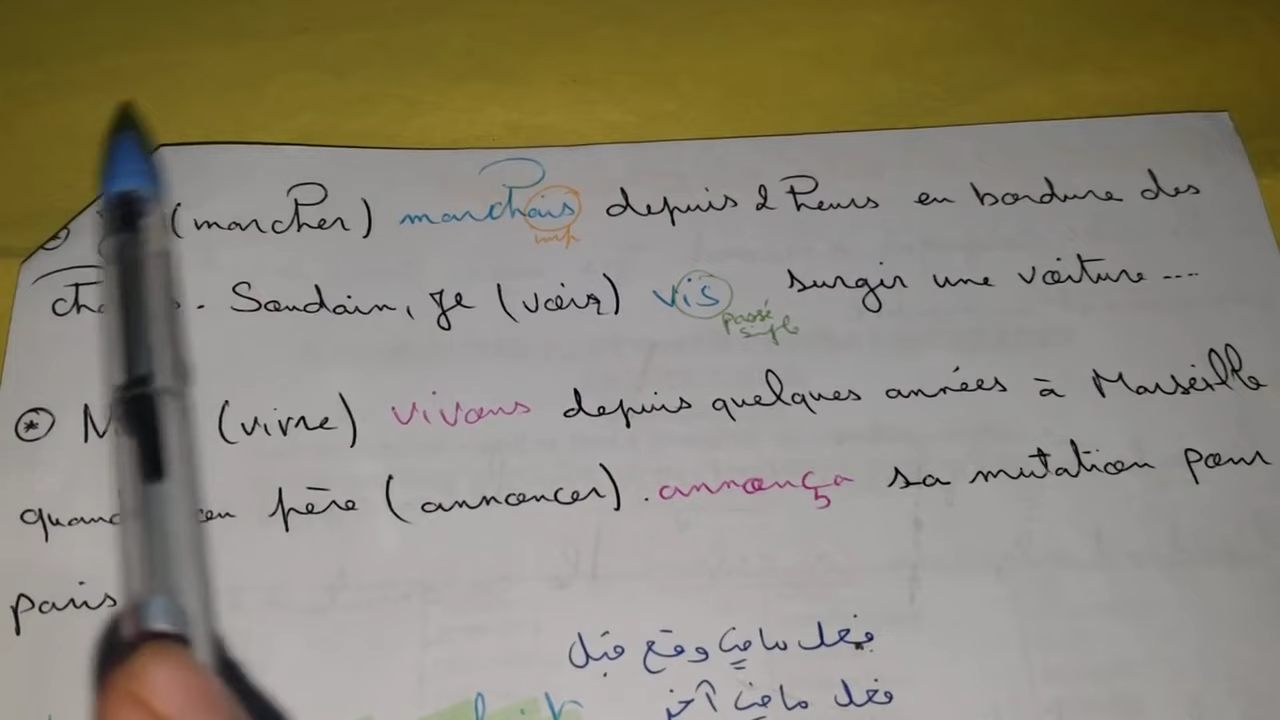 (marcher) marchais depuis 2 heurs en bordure des
imp
. Soudain, je (voir) vis surgir une voiture ....
passé
simple
(vivre) vivons depuis quelques années à Marseille
père (annoncer) . annonça sa mutation pour
paris
فعل ماضي وقع قبل
فعل ماضي آخر